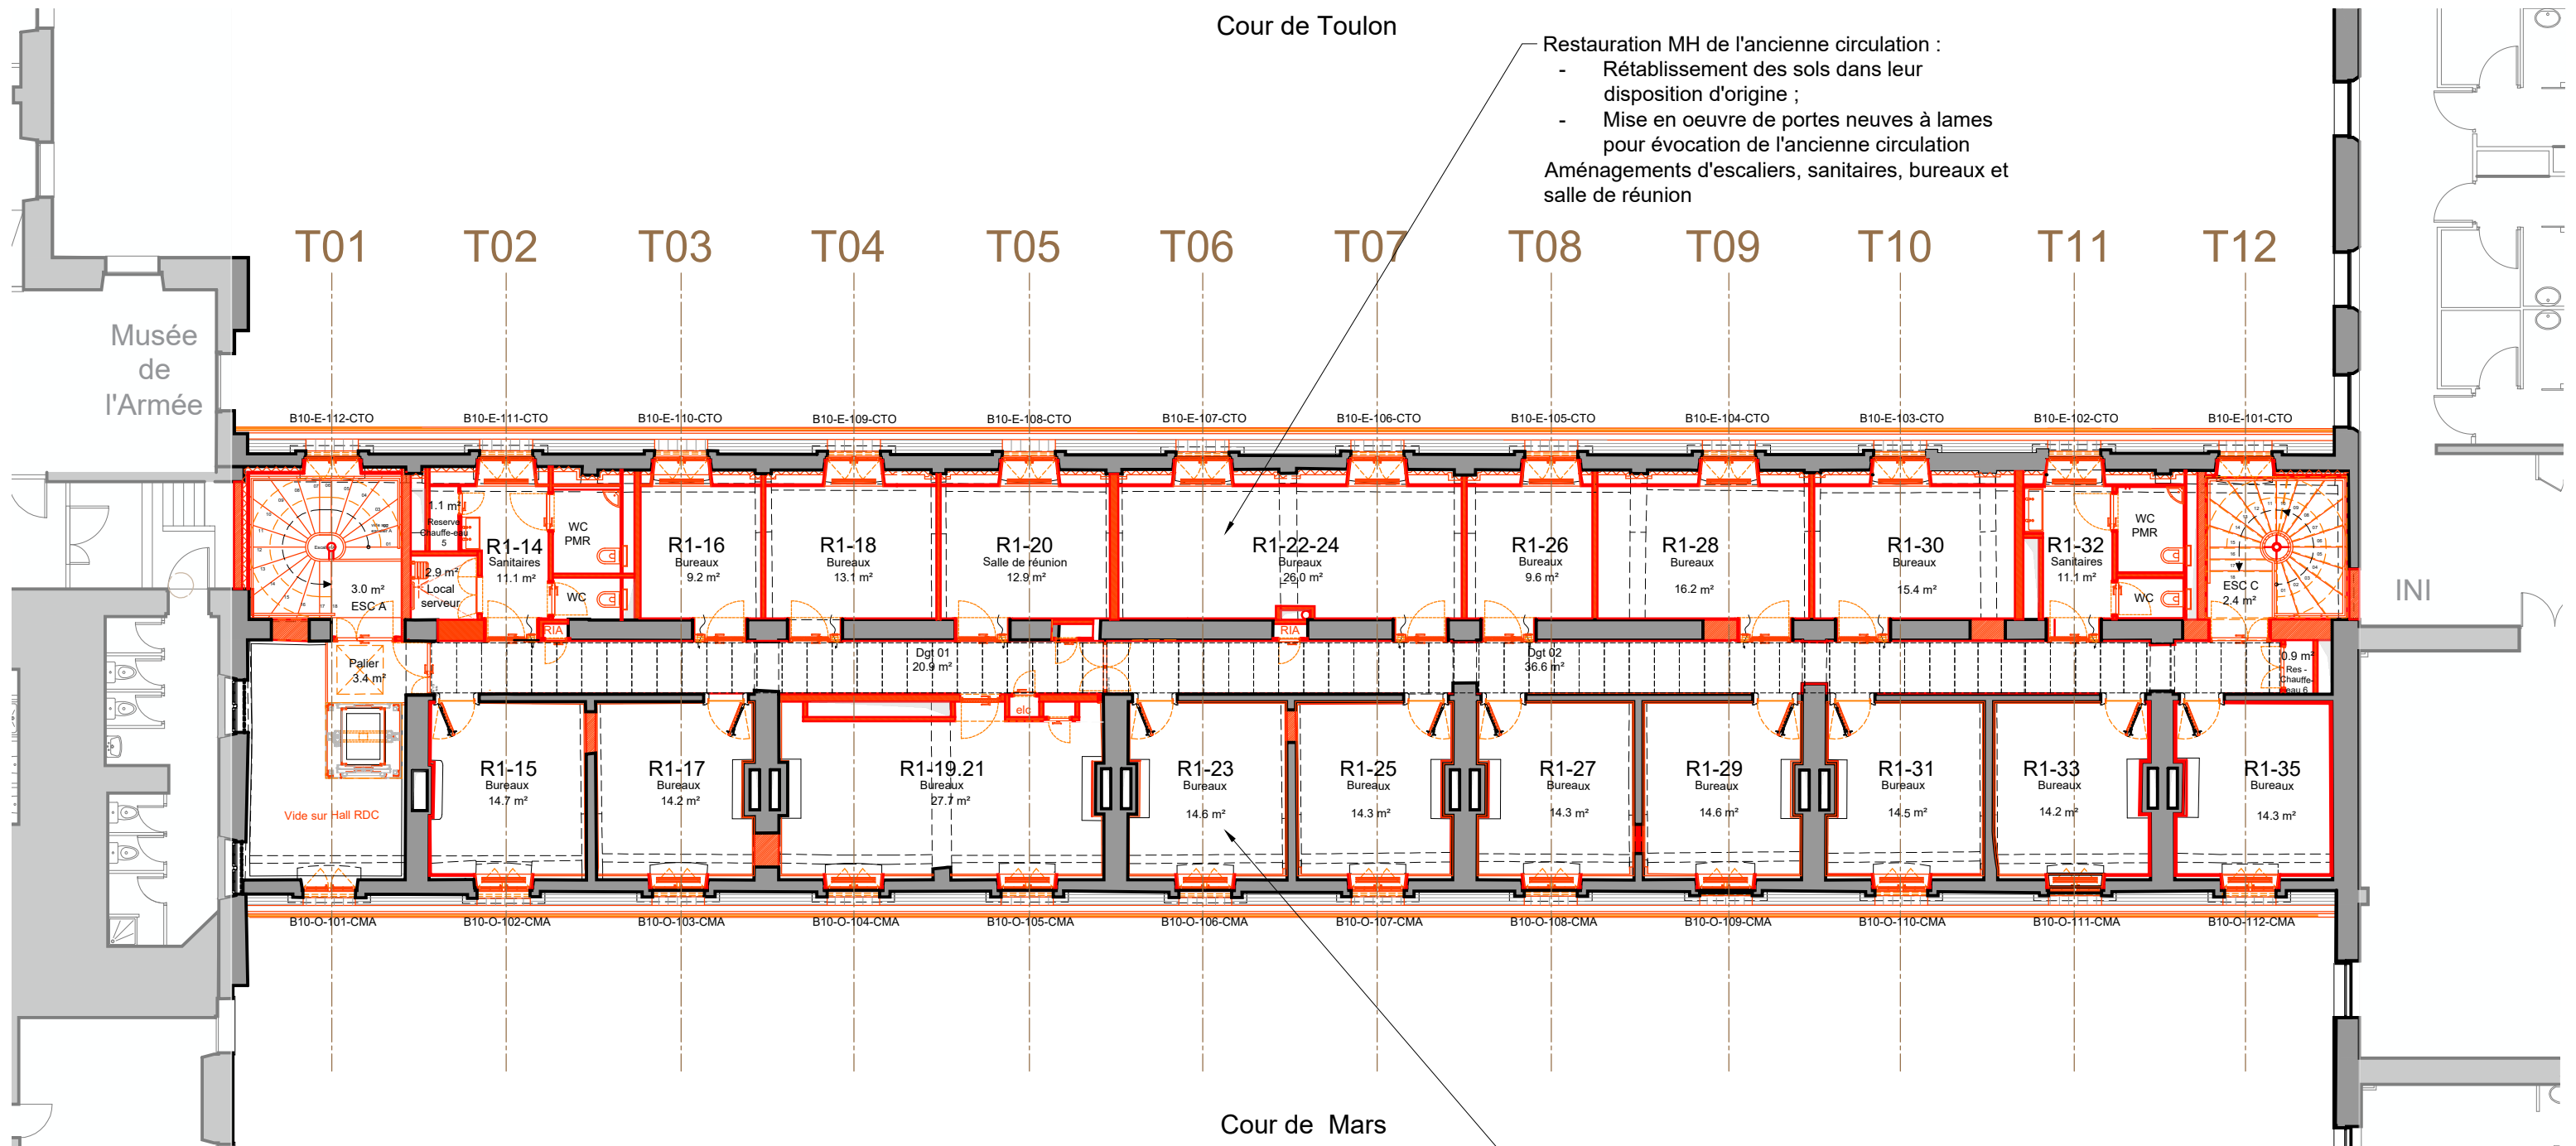 Cour de Toulon
Restauration MH de l'ancienne circulation :
- Rétablissement des sols dans leur
disposition d'origine ;
- Mise en oeuvre de portes neuves à lames
pour évocation de l'ancienne circulation
Aménagements d'escaliers, sanitaires, bureaux et
salle de réunion
T01 T02 T03 T04 T05 T06 T07 T08 T09 T10 T11 T12
Musée
de
l'Armée
B10-E-112-CTO B10-E-111-CTO B10-E-110-CTO B10-E-109-CTO B10-E-108-CTO B10-E-107-CTO B10-E-106-CTO B10-E-105-CTO B10-E-104-CTO B10-E-103-CTO B10-E-102-CTO B10-E-101-CTO
3.0 m²
ESC A
1.1 m²
Reserve
Chauffe-eau
5
2.9 m²
Local
serveur
R1-14
Sanitaires
11.1 m²
WC
PMR
WC
R1-16
Bureaux
9.2 m²
R1-18
Bureaux
13.1 m²
R1-20
Salle de réunion
12.9 m²
R1-22-24
Bureaux
26.0 m²
R1-26
Bureaux
9.6 m²
R1-28
Bureaux
16.2 m²
R1-30
Bureaux
15.4 m²
R1-32
Sanitaires
11.1 m²
WC
PMR
WC
ESC C
2.4 m²
INI
RIA
RIA
Palier
3.4 m²
Dgt 01
20.9 m²
Dgt 02
36.6 m²
0.9 m²
Res -
Chauffe-
eau 6
elc
Vide sur Hall RDC
R1-15
Bureaux
14.7 m²
R1-17
Bureaux
14.2 m²
R1-19.21
Bureaux
27.7 m²
R1-23
Bureaux
14.6 m²
R1-25
Bureaux
14.3 m²
R1-27
Bureaux
14.3 m²
R1-29
Bureaux
14.6 m²
R1-31
Bureaux
14.5 m²
R1-33
Bureaux
14.2 m²
R1-35
Bureaux
14.3 m²
B10-O-101-CMA B10-O-102-CMA B10-O-103-CMA B10-O-104-CMA B10-O-105-CMA B10-O-106-CMA B10-O-107-CMA B10-O-108-CMA B10-O-109-CMA B10-O-110-CMA B10-O-111-CMA B10-O-112-CMA
Cour de Mars